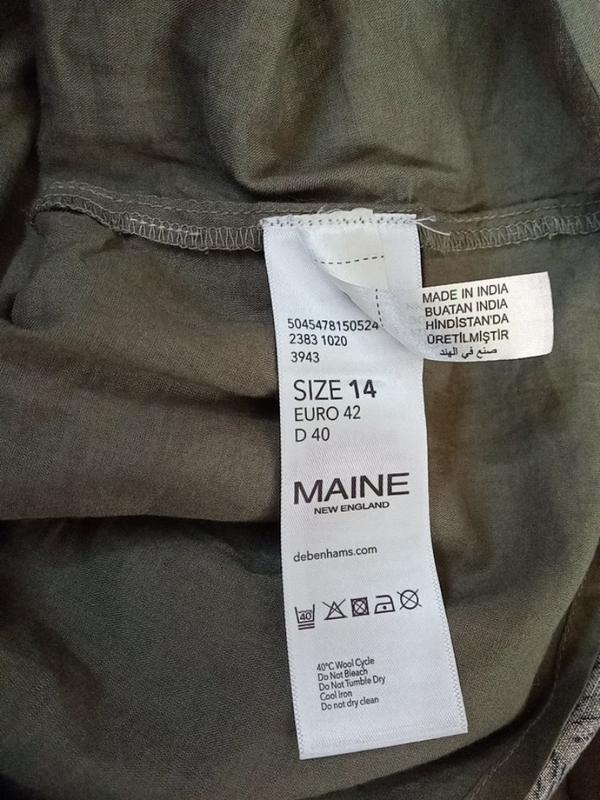 5045478150524
2383 1020
3943
SIZE 14
EURO 42
D 40
MAINE
NEW ENGLAND
debenhams.com
40
40°C Wool Cycle
Do Not Bleach
Do Not Tumble Dry
Cool Iron
Do not dry clean
MADE IN INDIA
BUATAN INDIA
HİNDİSTAN'DA
ÜRETİLMİŞTİR
صنع في الهند